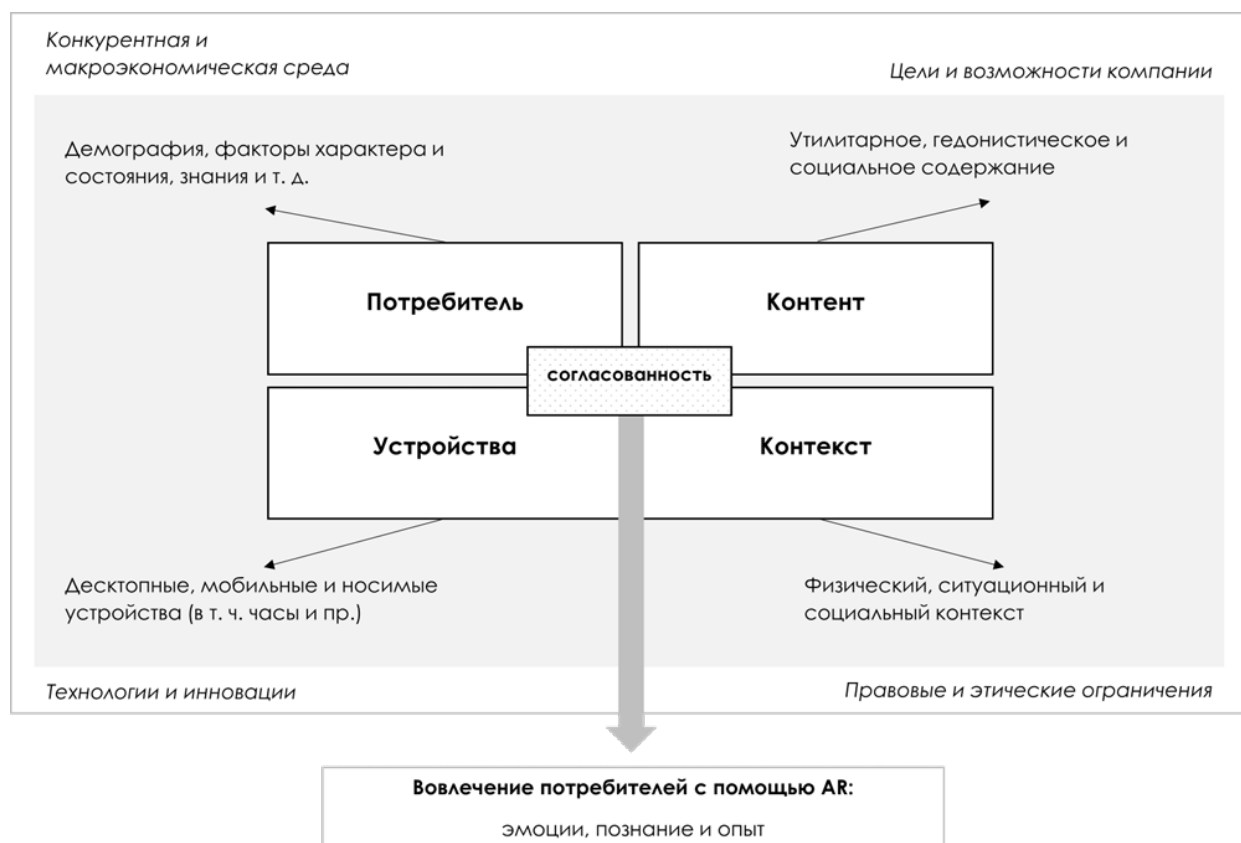 Конкурентная и
макроэкономическая среда
Цели и возможности компании
Демография, факторы характера и
состояния, знания и т. д.
Утилитарное, гедонистическое и
социальное содержание
Потребитель
Контент
согласованность
Устройства
Контекст
Десктопные, мобильные и носимые
устройства (в т. ч. часы и пр.)
Физический, ситуационный и
социальный контекст
Технологии и инновации
Правовые и этические ограничения
Вовлечение потребителей с помощью AR:
эмоции, познание и опыт